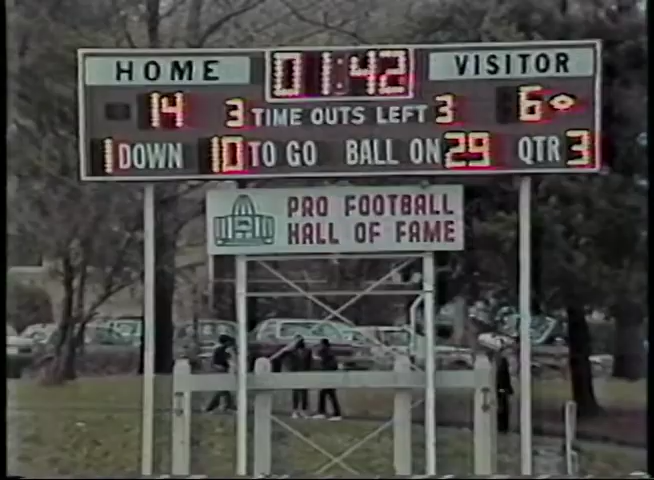 HOME 01:42 VISITOR
14 3 TIME OUTS LEFT 3 6
1 DOWN 10 TO GO BALL ON 29 QTR 3
PRO FOOTBALL
HALL OF FAME